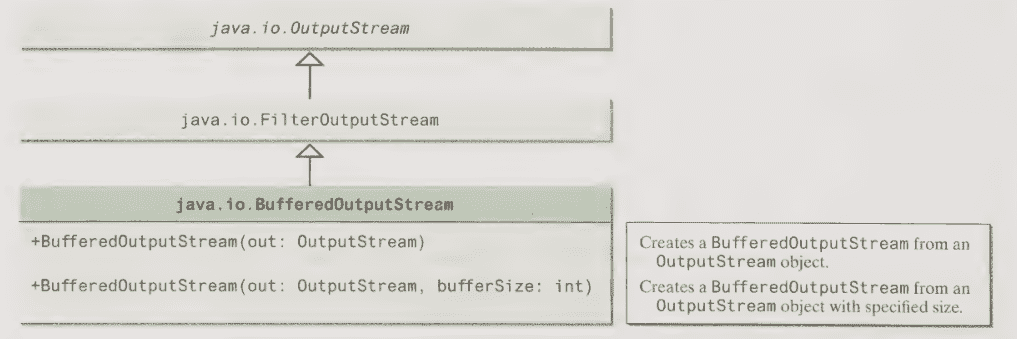 java.io.OutputStream
java.io.FilterOutputStream
java.io.BufferedOutputStream
+BufferedOutputStream(out: OutputStream)
+BufferedOutputStream(out: OutputStream, bufferSize: int)
Creates a BufferedOutputStream from an
OutputStream object.
Creates a BufferedOutputStream from an
OutputStream object with specified size.